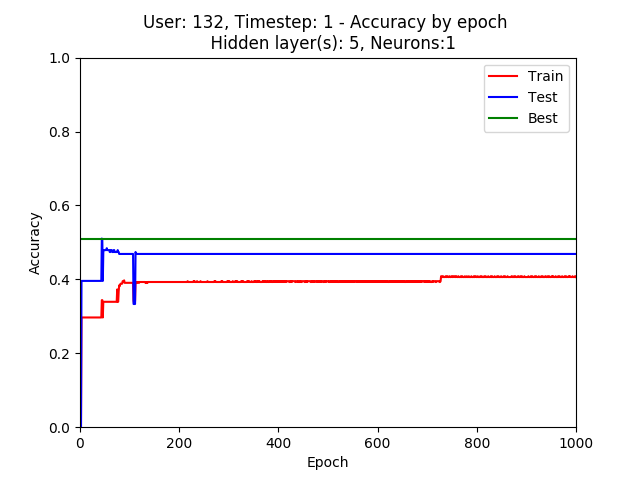 User: 132, Timestep: 1 - Accuracy by epoch
Hidden layer(s): 5, Neurons:1
Train
Test
Best
1.0
0.8
0.6
0.4
0.2
0.0
Accuracy
0 200 400 600 800 1000
Epoch